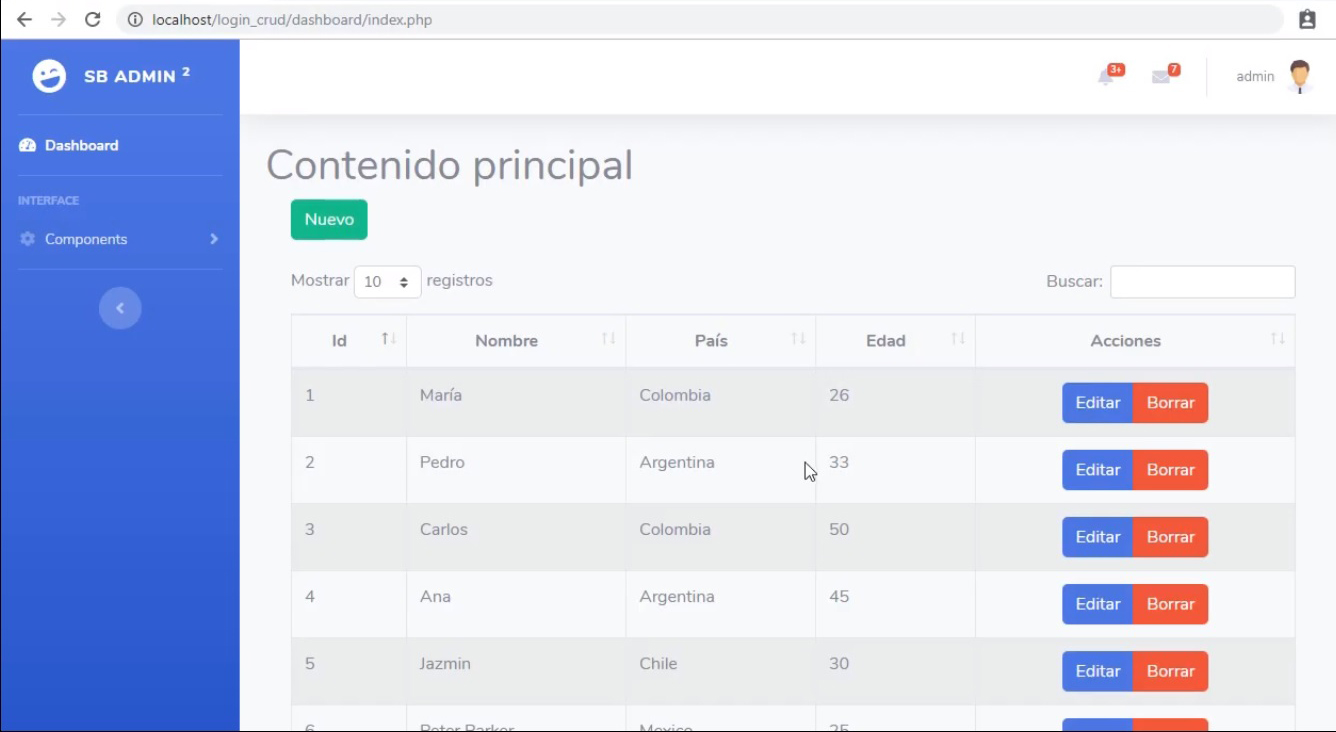 localhost/login_crud/dashboard/index.php
SB ADMIN 2
3+
7
admin
Dashboard
INTERFACE
Components
Contenido principal
Nuevo
Mostrar 10 registros
Buscar:
Id Nombre País Edad Acciones
1 María Colombia 26 Editar Borrar
2 Pedro Argentina 33 Editar Borrar
3 Carlos Colombia 50 Editar Borrar
4 Ana Argentina 45 Editar Borrar
5 Jazmin Chile 30 Editar Borrar
6 Peter Parker Mexico 25